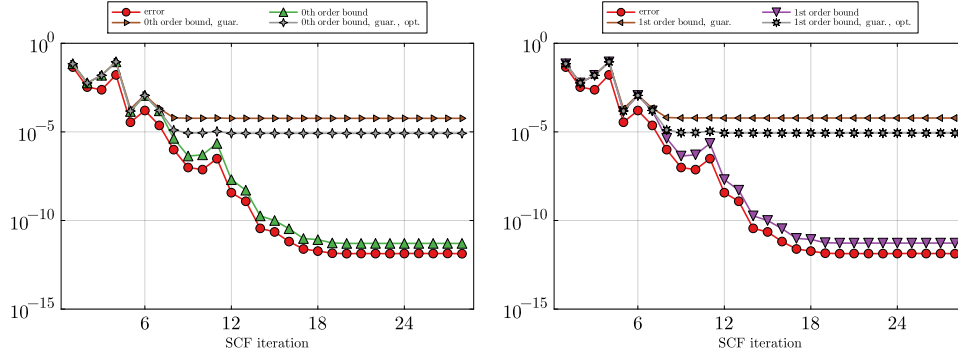 error
0th order bound
0th order bound, guar.
0th order bound, guar., opt.
10^0
10^-5
10^-10
10^-15
6
12
18
24
SCF iteration
error
1st order bound
1st order bound, guar.
1st order bound, guar., opt.
10^0
10^-5
10^-10
10^-15
6
12
18
24
SCF iteration